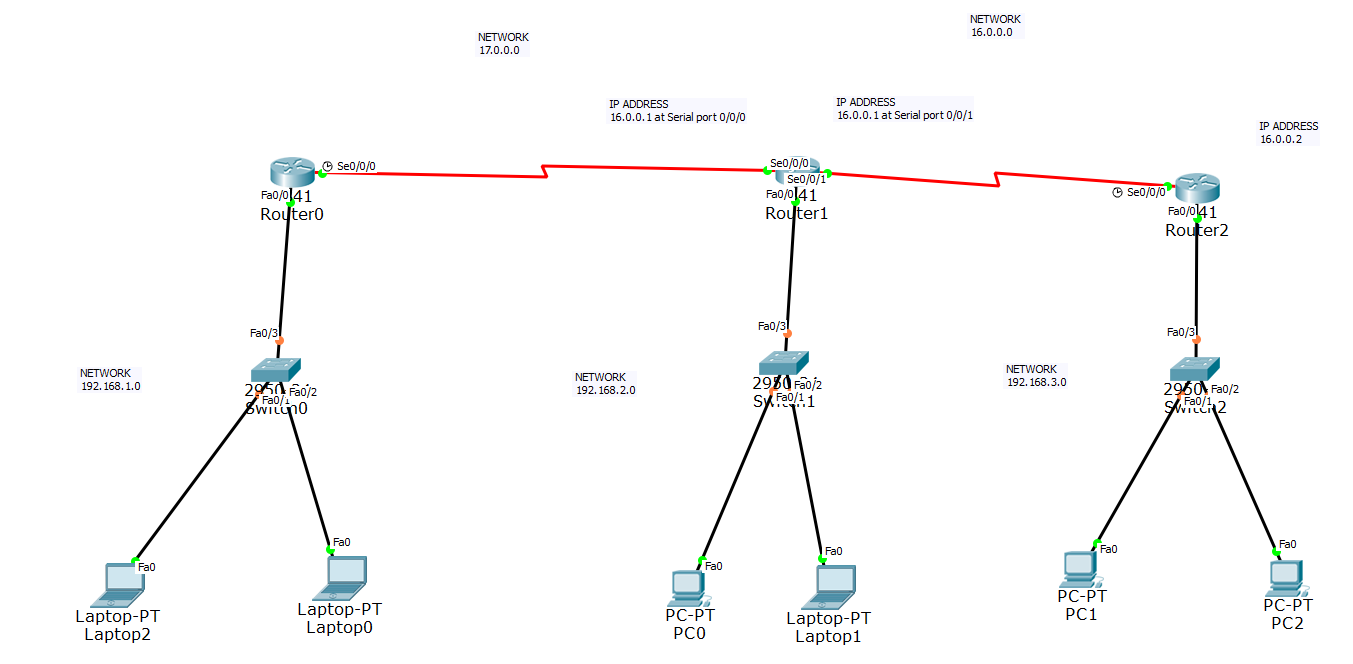 NETWORK
16.0.0.0
NETWORK
17.0.0.0
IP ADDRESS
16.0.0.1 at Serial port 0/0/0
IP ADDRESS
16.0.0.1 at Serial port 0/0/1
IP ADDRESS
16.0.0.2
Se0/0/0
Fa0/0
41
Router0
Se0/0/0
Se0/0/1
Fa0/0
41
Router1
Se0/0/0
Fa0/0
41
Router2
Fa0/3
Fa0/2
Fa0/1
Switch0
Fa0/3
Fa0/2
Fa0/1
Switch1
Fa0/3
Fa0/2
Fa0/1
Switch2
NETWORK
192.168.1.0
NETWORK
192.168.2.0
NETWORK
192.168.3.0
Fa0
Laptop-PT
Laptop2
Fa0
Laptop-PT
Laptop0
Fa0
PC-PT
PC0
Fa0
Laptop-PT
Laptop1
Fa0
PC-PT
PC1
Fa0
PC-PT
PC2